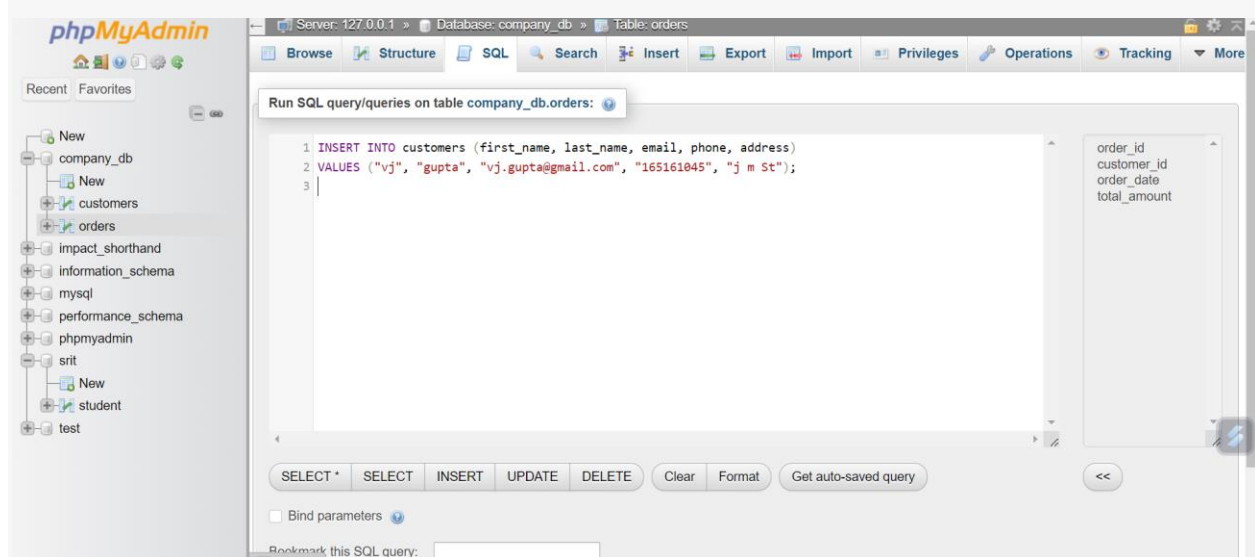 phpMyAdmin
Recent Favorites
New
company_db
New
customers
orders
impact_shorthand
information_schema
mysql
performance_schema
phpmyadmin
srit
New
student
test
← Server: 127.0.0.1 » Database: company_db » Table: orders
Browse Structure SQL Search Insert Export Import Privileges Operations Tracking ▼ More
Run SQL query/queries on table company_db.orders:
1 INSERT INTO customers (first_name, last_name, email, phone, address)
2 VALUES ("vj", "gupta", "vj.gupta@gmail.com", "165161045", "j m St");
3
order_id
customer_id
order_date
total_amount
SELECT * SELECT INSERT UPDATE DELETE Clear Format Get auto-saved query <<
Bind parameters
Bookmark this SQL query: